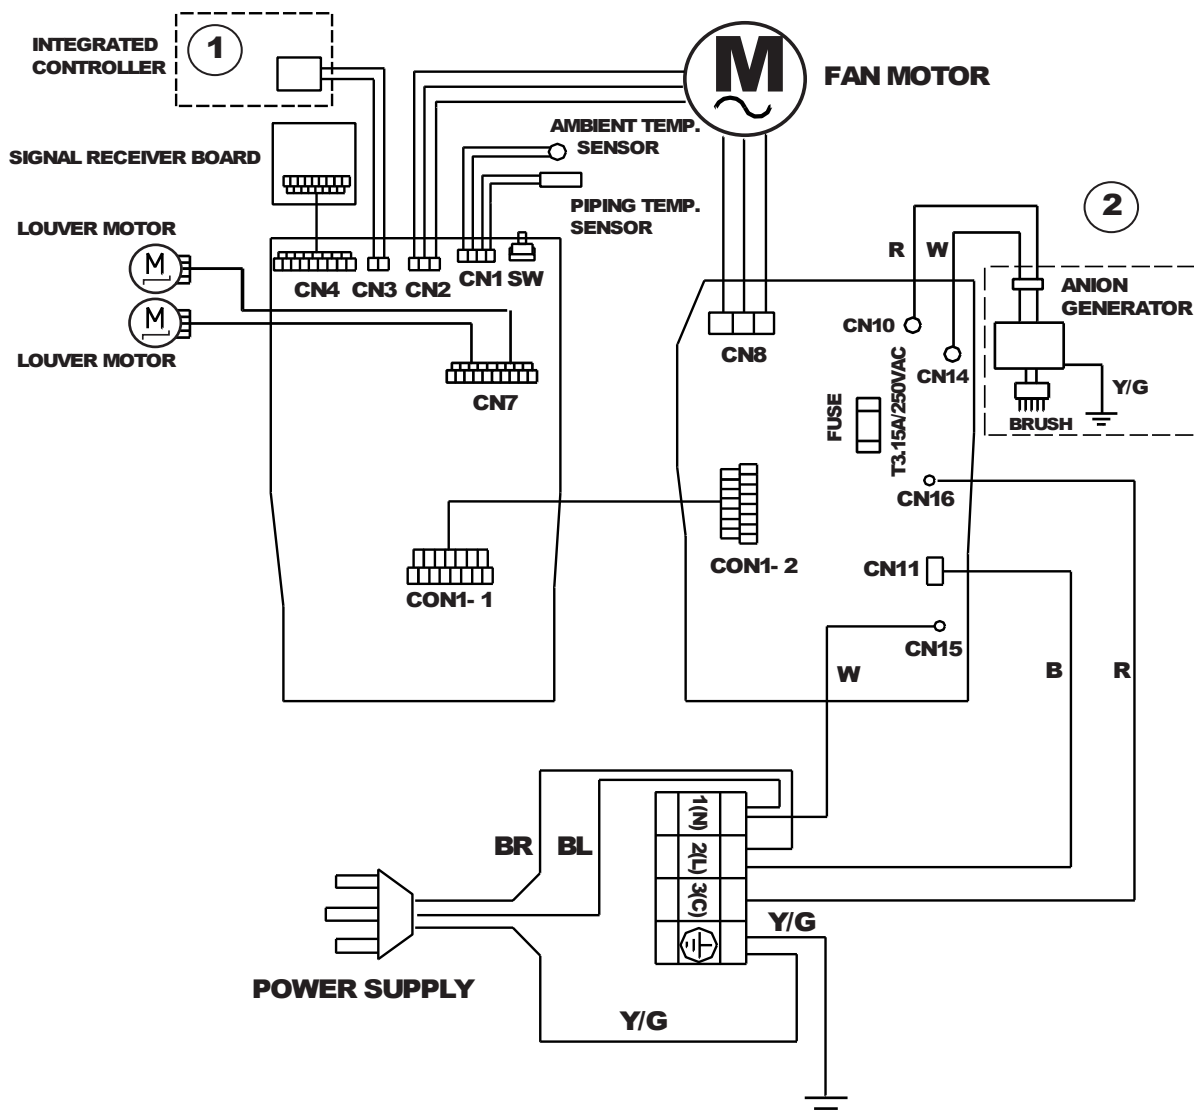 INTEGRATED
CONTROLLER
1
M
FAN MOTOR
AMBIENT TEMP.
SENSOR
SIGNAL RECEIVER BOARD
PIPING TEMP.
SENSOR
2
LOUVER MOTOR
M
M
LOUVER MOTOR
CN4
CN3
CN2
CN1
SW
CN7
CON1- 1
R
W
ANION
GENERATOR
CN10
CN8
CN14
Y/G
BRUSH
FUSE
T3.15A/250VAC
CN16
CON1- 2
CN11
CN15
W
B
R
BR
BL
1(N)
2(L)
3(C)
Y/G
POWER SUPPLY
Y/G